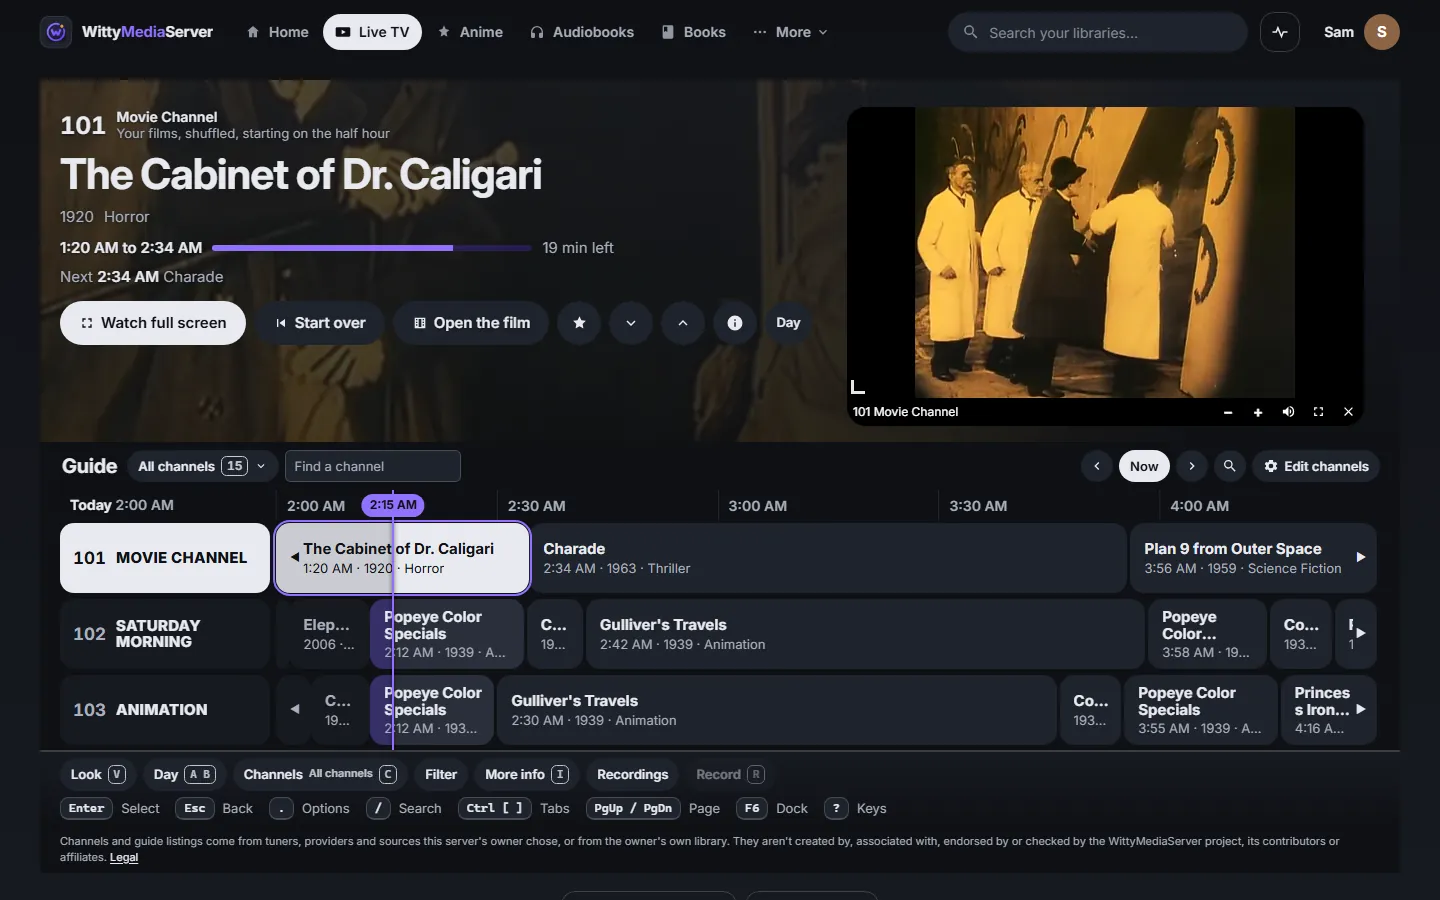 WittyMediaServer
Home
Live TV
Anime
Audiobooks
Books
More
Search your libraries...
Sam
S
101
Movie Channel
Your films, shuffled, starting on the half hour
The Cabinet of Dr. Caligari
1920 Horror
1:20 AM to 2:34 AM
19 min left
Next 2:34 AM Charade
Watch full screen
Start over
Open the film
Day
101 Movie Channel
Guide
All channels 15
Find a channel
Now
Edit channels
Today 2:00 AM
2:00 AM
2:15 AM
2:30 AM
3:00 AM
3:30 AM
4:00 AM
101 MOVIE CHANNEL
The Cabinet of Dr. Caligari
1:20 AM · 1920 · Horror
Charade
2:34 AM · 1963 · Thriller
Plan 9 from Outer Space
3:56 AM · 1959 · Science Fiction
102 SATURDAY
MORNING
Elep...
2006 ·...
Popeye Color
Specials
2:12 AM · 1939 · A...
C...
19...
Gulliver's Travels
2:42 AM · 1939 · Animation
Popeye
Color...
3:58 AM · 19...
Co...
193...
103 ANIMATION
C...
19...
Popeye Color
Specials
2:12 AM · 193...
Gulliver's Travels
2:30 AM · 1939 · Animation
Co...
193...
Popeye Color
Specials
3:55 AM · 1939 · A...
Princes
s Iron...
4:16 A...
Look V
Day A B
Channels All channels C
Filter
More info I
Recordings
Record R
Enter Select
Esc Back
. Options
/ Search
Ctrl [ ] Tabs
PgUp / PgDn Page
F6 Dock
? Keys
Channels and guide listings come from tuners, providers and sources this server's owner chose, or from the owner's own library. They aren't created by, associated with, endorsed by or checked by the WittyMediaServer project, its contributors or
affiliates. Legal